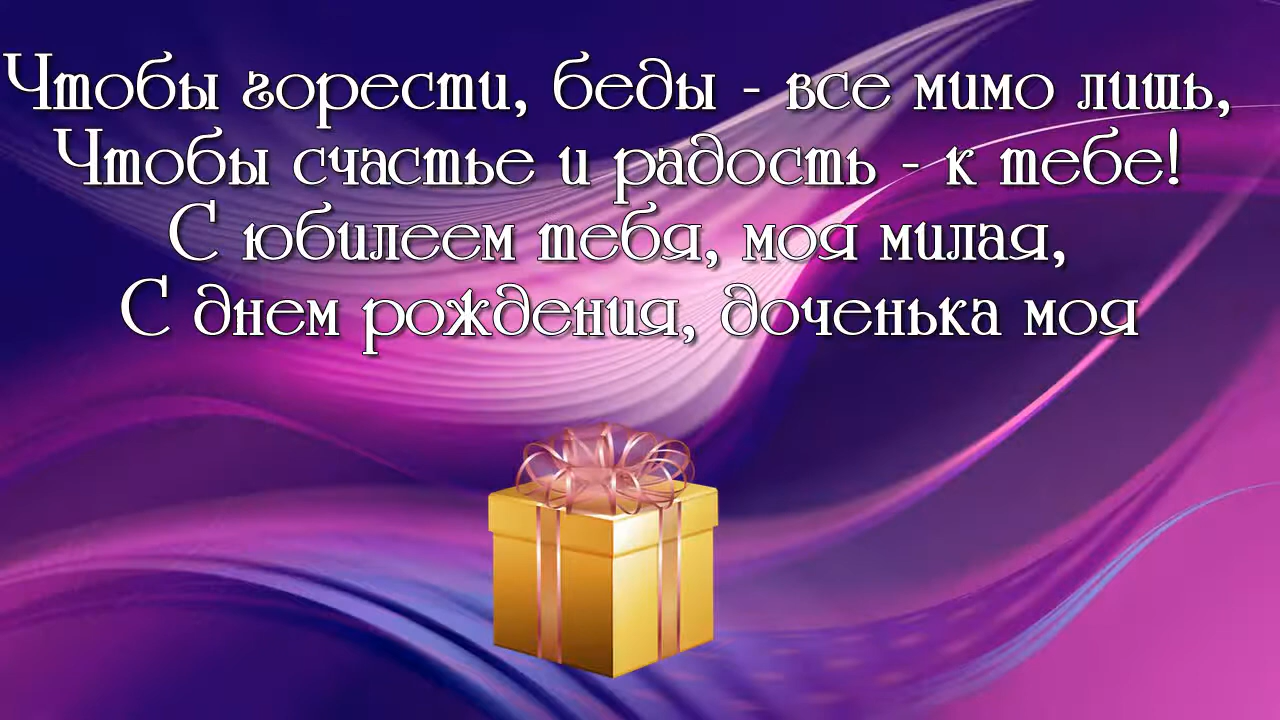 Чтобы горести, беды - все мимо лишь,
Чтобы счастье и радость - к тебе!
С юбилеем тебя, моя милая,
С днем рождения, доченька моя